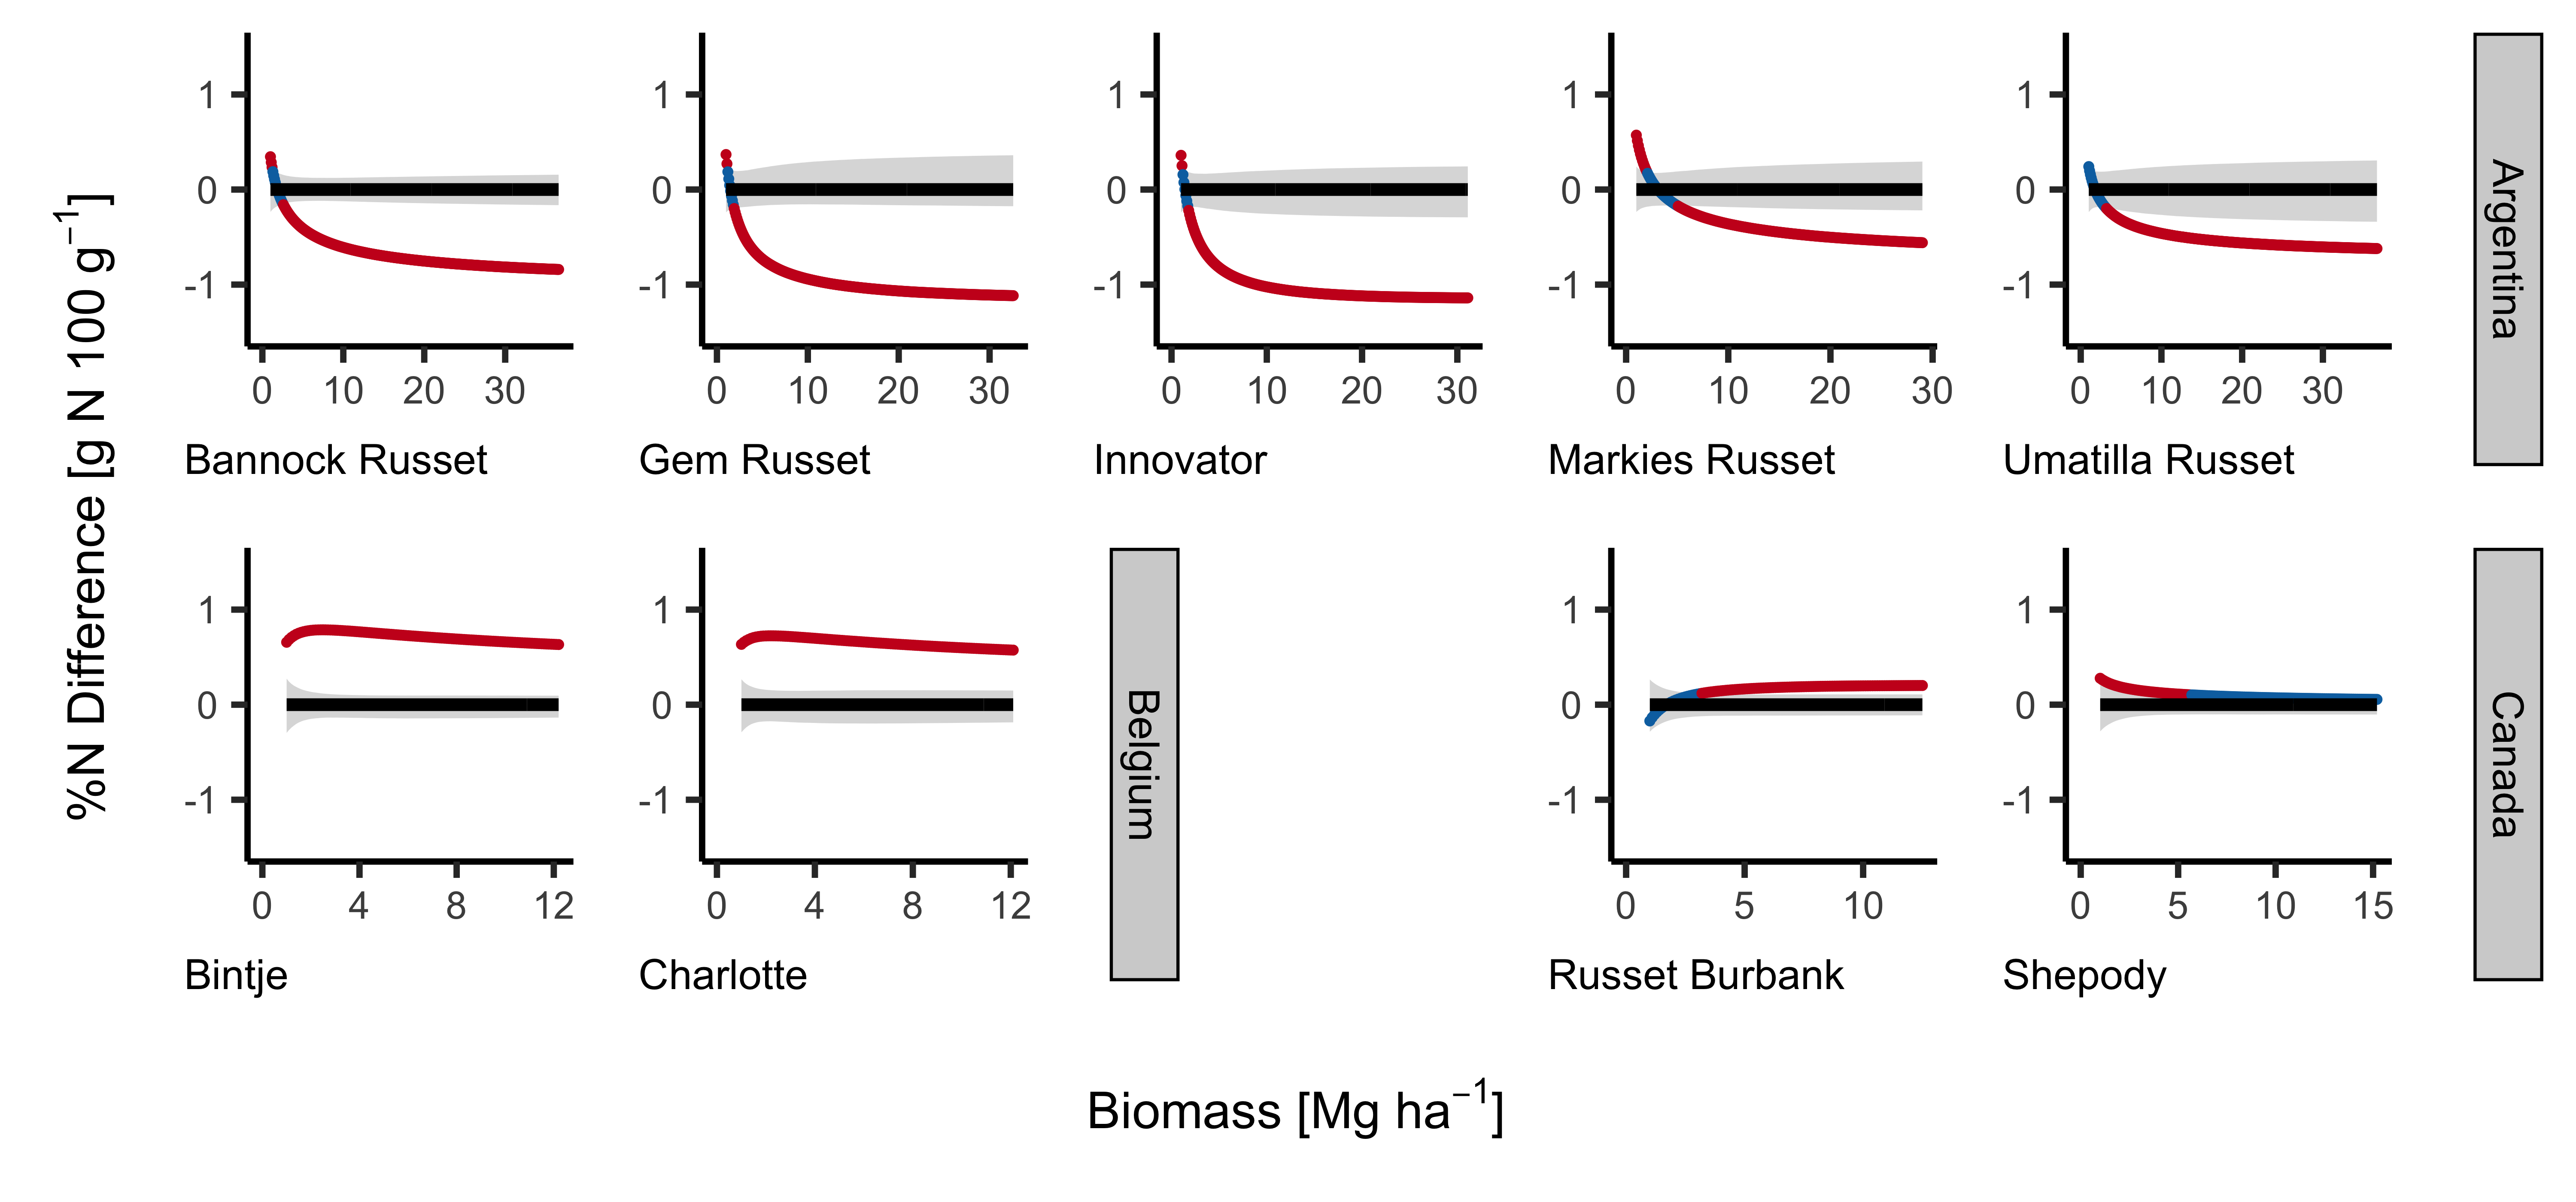 %N Difference [g N 100 g⁻¹]
1 1 1 1 1
0 0 0 0 0
-1 -1 -1 -1 -1
0 10 20 30 0 10 20 30 0 10 20 30 0 10 20 30 0 10 20 30
Bannock Russet Gem Russet Innovator Markies Russet Umatilla Russet
Argentina
1 1 1 1
0 0 0 0
-1 -1 -1 -1
0 4 8 12 0 4 8 12 0 5 10 0 5 10 15
Bintje Charlotte Russet Burbank Shepody
Belgium
Canada
Biomass [Mg ha⁻¹]